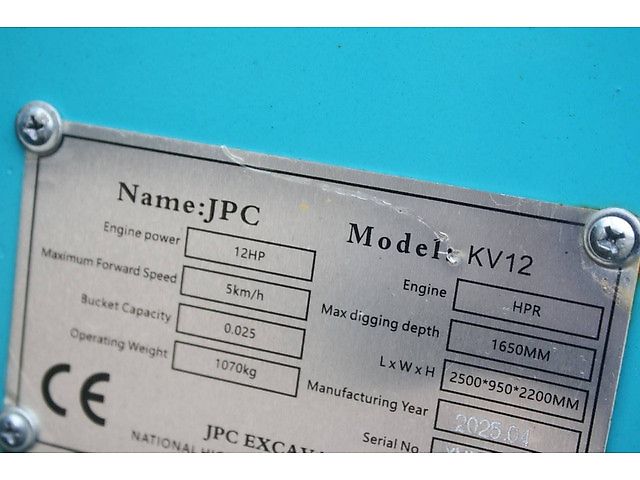 Name:JPC
Model: KV12
Engine power 12HP
Engine HPR
Maximum Forward Speed 5km/h
Max digging depth 1650MM
Bucket Capacity 0.025
L x W x H 2500*950*2200MM
Operating Weight 1070kg
Manufacturing Year 2025.04
Serial No
CE
JPC
NATIONAL